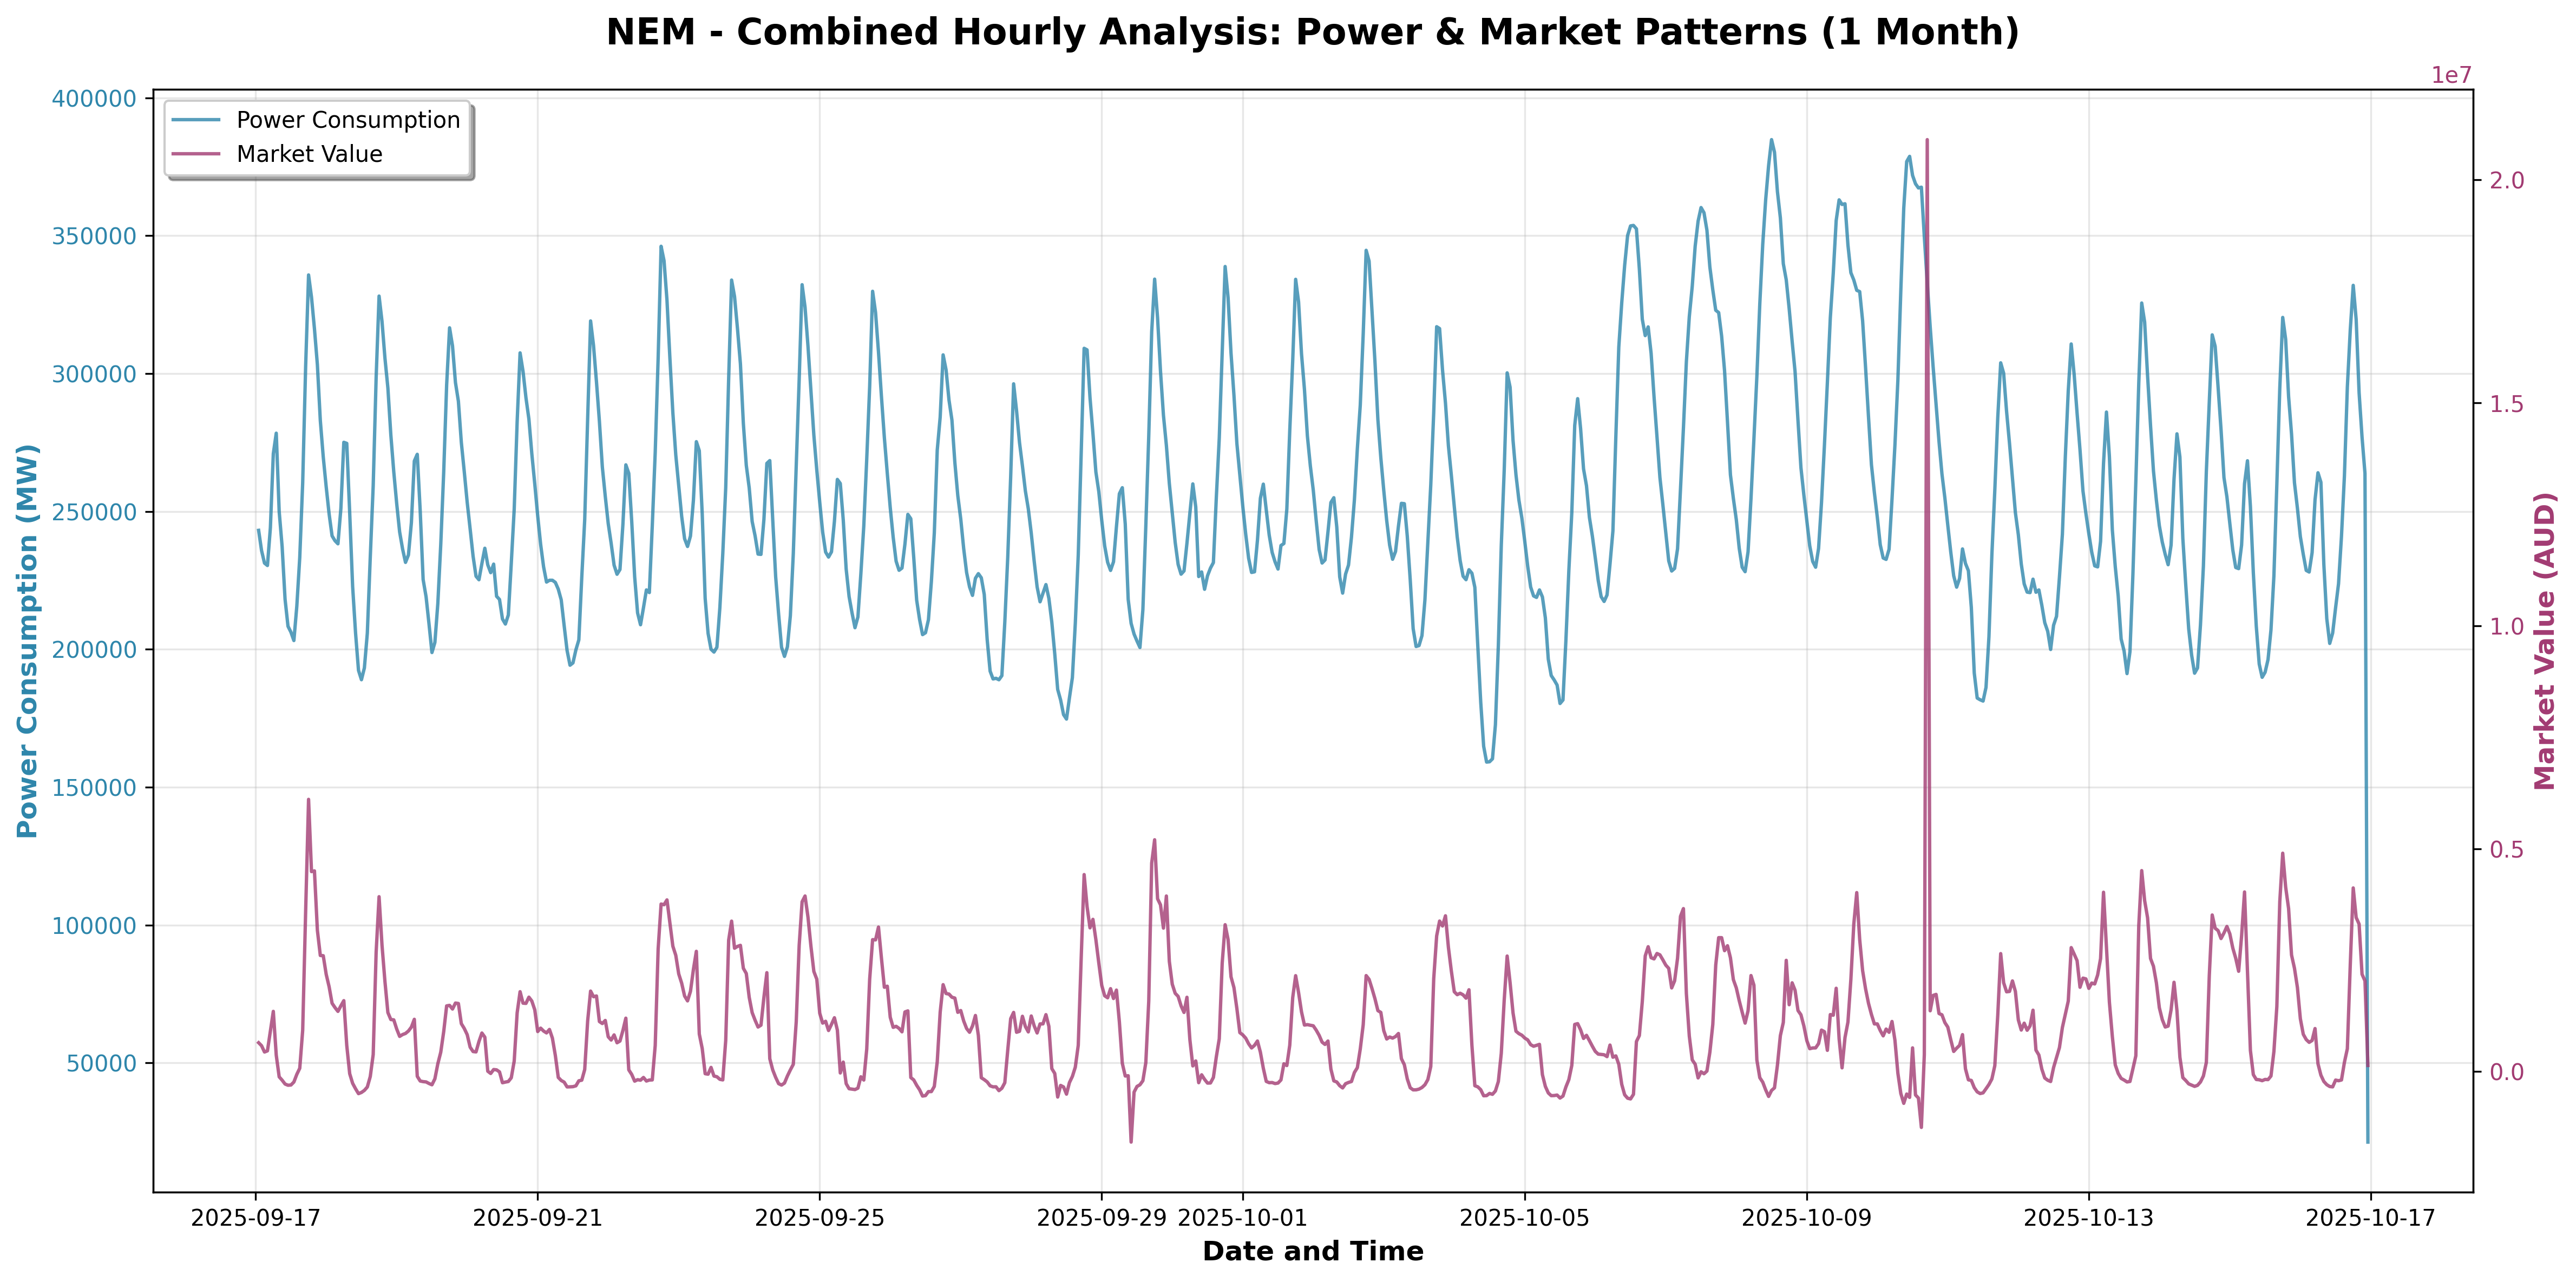 NEM - Combined Hourly Analysis: Power & Market Patterns (1 Month)
1e7
Power Consumption
Market Value
400000
350000
300000
250000
200000
150000
100000
50000
Power Consumption (MW)
2.0
1.5
1.0
0.5
0.0
Market Value (AUD)
2025-09-17 2025-09-21 2025-09-25 2025-09-29 2025-10-01 2025-10-05 2025-10-09 2025-10-13 2025-10-17
Date and Time